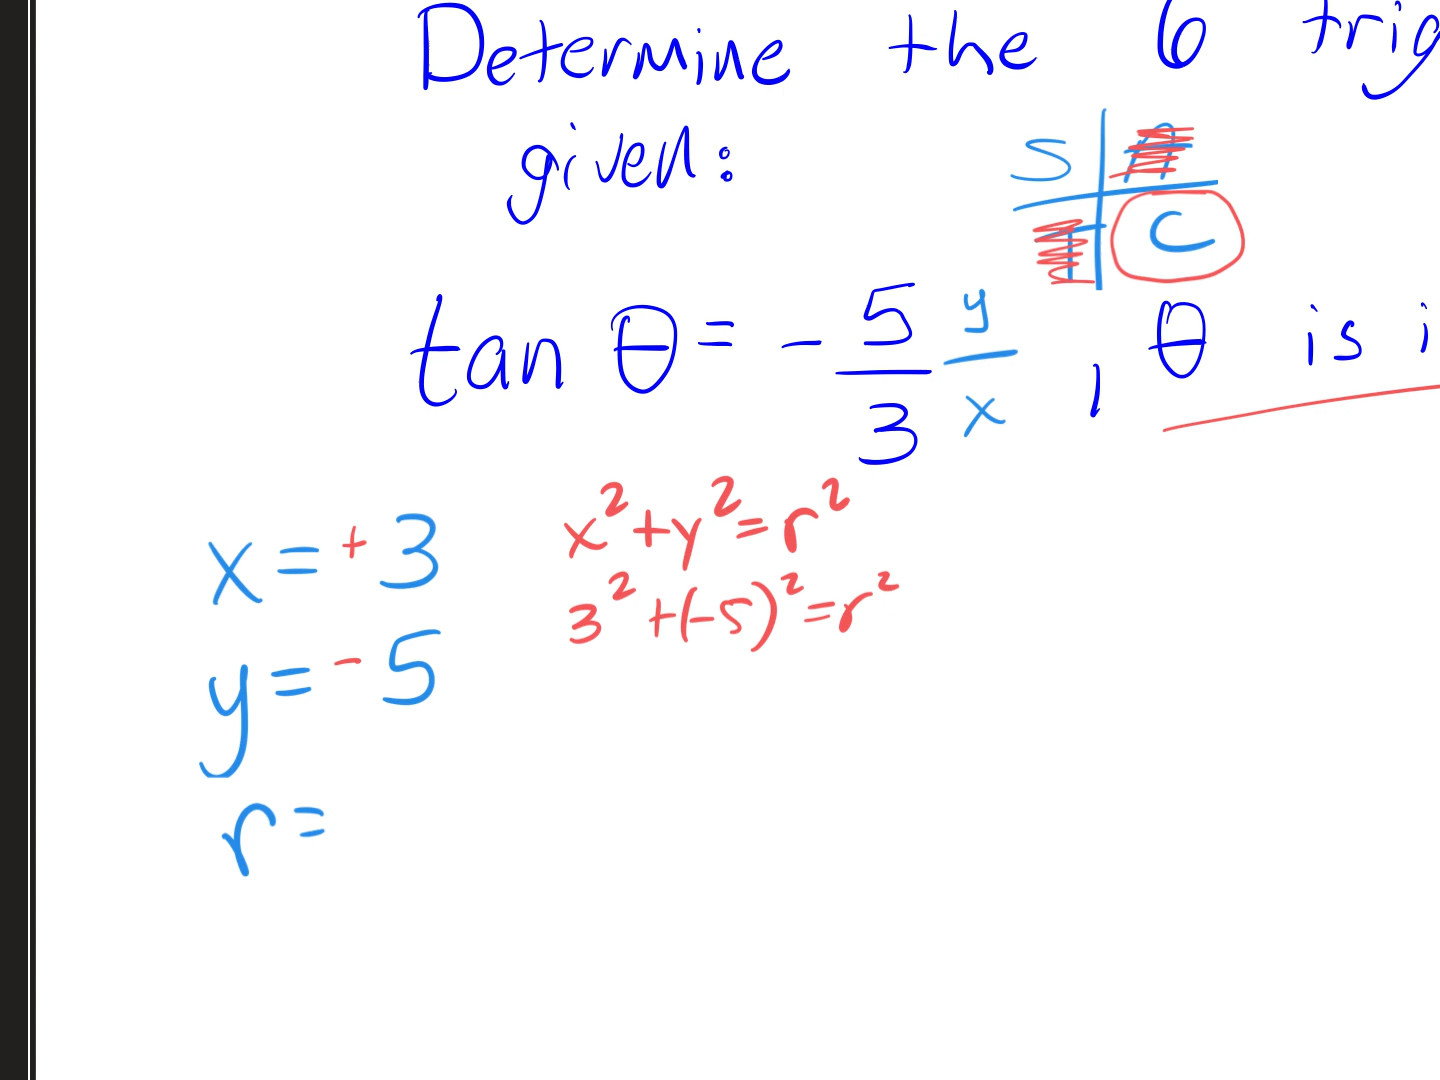 Determine the 6 trig
given:
S
C
tan θ = - 5/3 y/x , θ is i
x = +3
x² + y² = r²
3² + (-5)² = r²
y = -5
r =